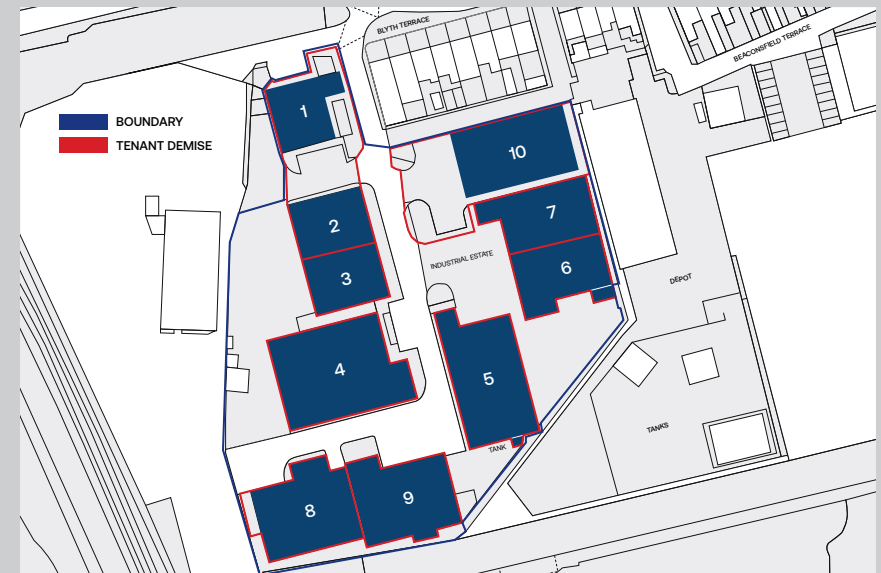 BLYTH TERRACE
BEACONSFIELD TERRACE
BOUNDARY
TENANT DEMISE
1
10
2
7
INDUSTRIAL ESTATE
3
6
DEPOT
4
5
TANKS
TANK
8
9